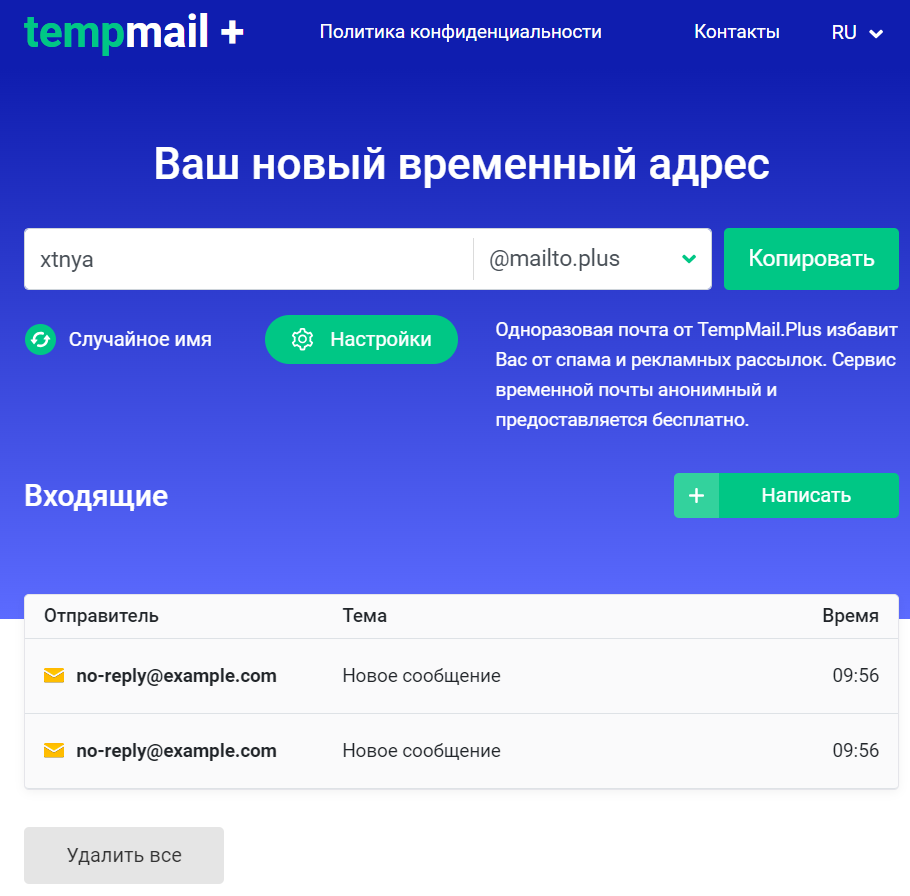 tempmail +
Политика конфиденциальности
Контакты
RU
Ваш новый временный адрес
xtnya
@mailto.plus
Копировать
Случайное имя
Настройки
Одноразовая почта от TempMail.Plus избавит
Вас от спама и рекламных рассылок. Сервис
временной почты анонимный и
предоставляется бесплатно.
Входящие
+ Написать
Отправитель Тема Время
no-reply@example.com Новое сообщение 09:56
no-reply@example.com Новое сообщение 09:56
Удалить все